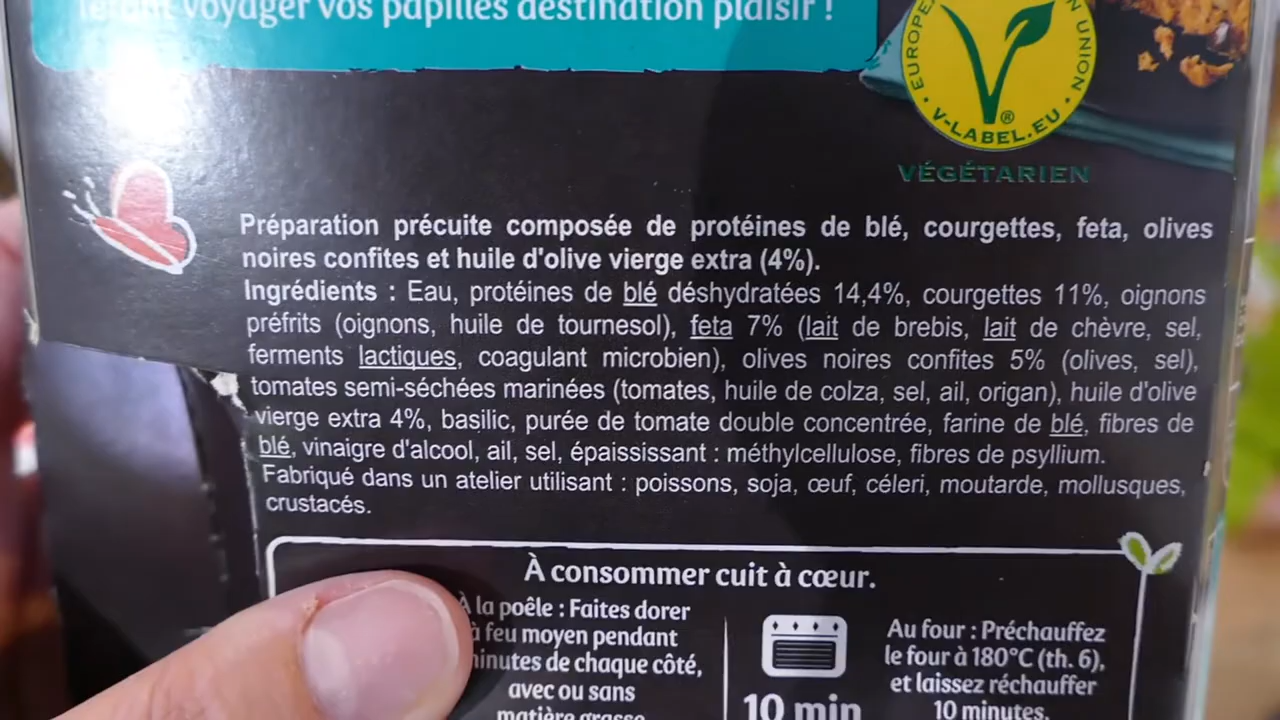 voyager vos papilles destination plaisir !
EUROPEAN UNION
V-LABEL.EU
®
VÉGÉTARIEN
Préparation précuite composée de protéines de blé, courgettes, feta, olives
noires confites et huile d'olive vierge extra (4%).
Ingrédients : Eau, protéines de blé déshydratées 14,4%, courgettes 11%, oignons
préfrits (oignons, huile de tournesol), feta 7% (lait de brebis, lait de chèvre, sel,
ferments lactiques, coagulant microbien), olives noires confites 5% (olives, sel),
tomates semi-séchées marinées (tomates, huile de colza, sel, ail, origan), huile d'olive
vierge extra 4%, basilic, purée de tomate double concentrée, farine de blé, fibres de
blé, vinaigre d'alcool, ail, sel, épaississant : méthylcellulose, fibres de psyllium.
Fabriqué dans un atelier utilisant : poissons, soja, œuf, céleri, moutarde, mollusques,
crustacés.
À consommer cuit à cœur.
À la poêle : Faites dorer
à feu moyen pendant
minutes de chaque côté,
avec ou sans
matière grasse
10 min
Au four : Préchauffez
le four à 180°C (th. 6),
et laissez réchauffer
10 minutes.